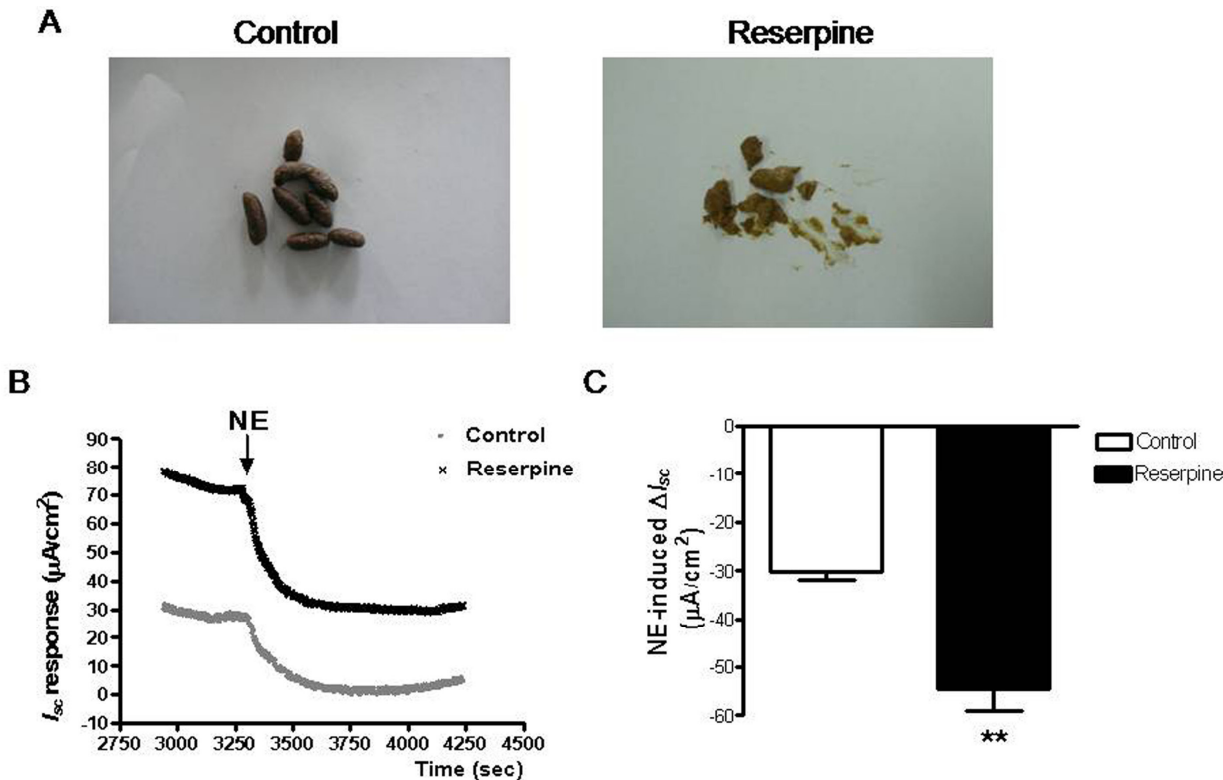 A
Control
Reserpine
B
NE
Control
Reserpine
I_sc response (µA/cm²)
90
80
70
60
50
40
30
20
10
0
-10
2750 3000 3250 3500 3750 4000 4250 4500
Time (sec)
C
NE-induced ΔI_sc
(µA/cm²)
0
-10
-20
-30
-40
-50
-60
**
Control
Reserpine